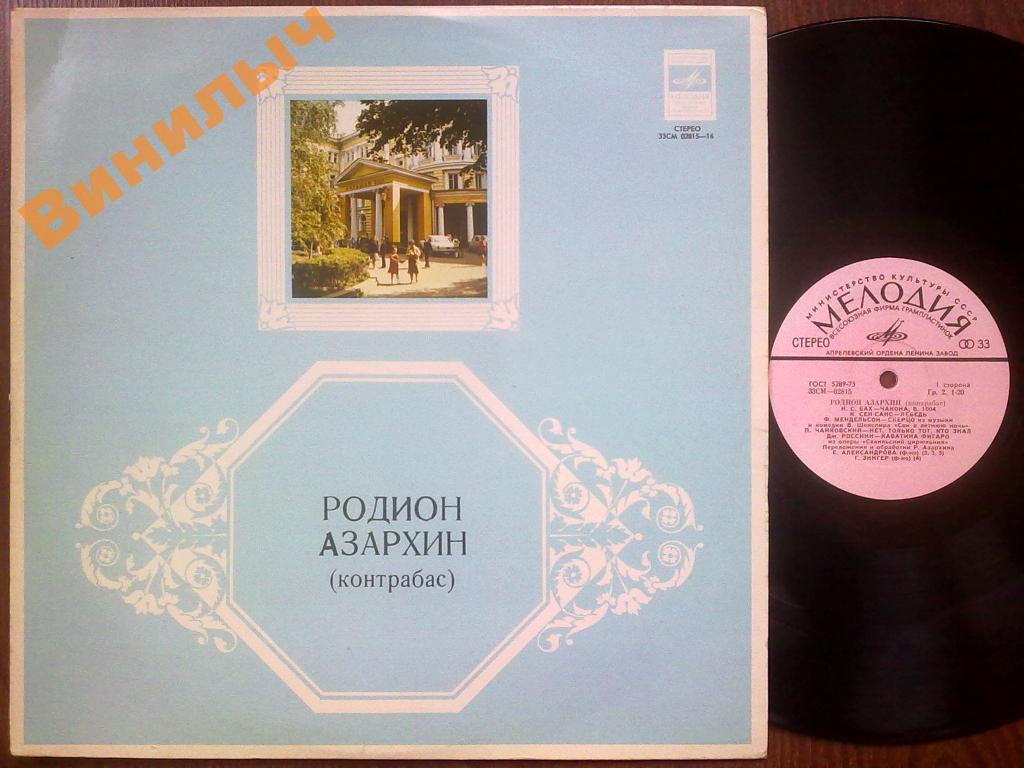 Винилыч
МЕЛОДИЯ
СТЕРЕО
33СМ 02815—16
РОДИОН
АЗАРХИН
(контрабас)
МИНИСТЕРСТВО КУЛЬТУРЫ СССР
МЕЛОДИЯ
ВСЕСОЮЗНАЯ ФИРМА ГРАМПЛАСТИНОК
СТЕРЕО 33
АПРЕЛЕВСКИЙ ОРДЕНА ЛЕНИНА ЗАВОД
ГОСТ 5289-73 1 сторона
33СМ—02815 Гр. 2. 1-20
РОДИОН АЗАРХИН (контрабас)
И. С. БАХ—ЧАКОНА, В. 1004
К. СЕН-САНС—ЛЕБЕДЬ
Ф. МЕНДЕЛЬСОН—СКЕРЦО из музыки
к комедии В. Шекспира «Сон в летнюю ночь»
П. ЧАЙКОВСКИЙ—НЕТ, ТОЛЬКО ТОТ, КТО ЗНАЛ
Дж. РОССИНИ—КАВАТИНА ФИГАРО
из оперы «Севильский цирюльник»
Переложения и обработки Р. Азархина
Е. АЛЕКСАНДРОВА (ф-но) (2, 3, 5)
Г. ЗИНГЕР (ф-но) (4)